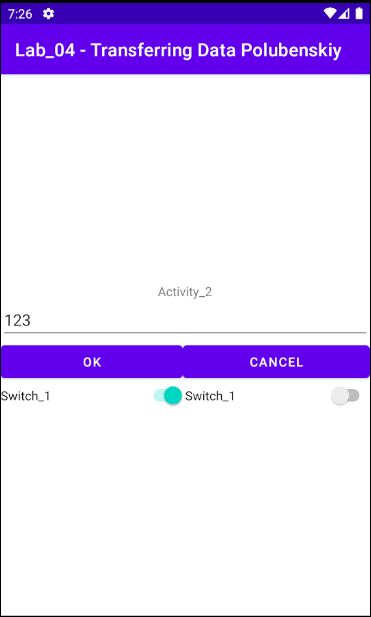 7:26
Lab_04 - Transferring Data Polubenskiy
Activity_2
123
OK CANCEL
Switch_1 Switch_1